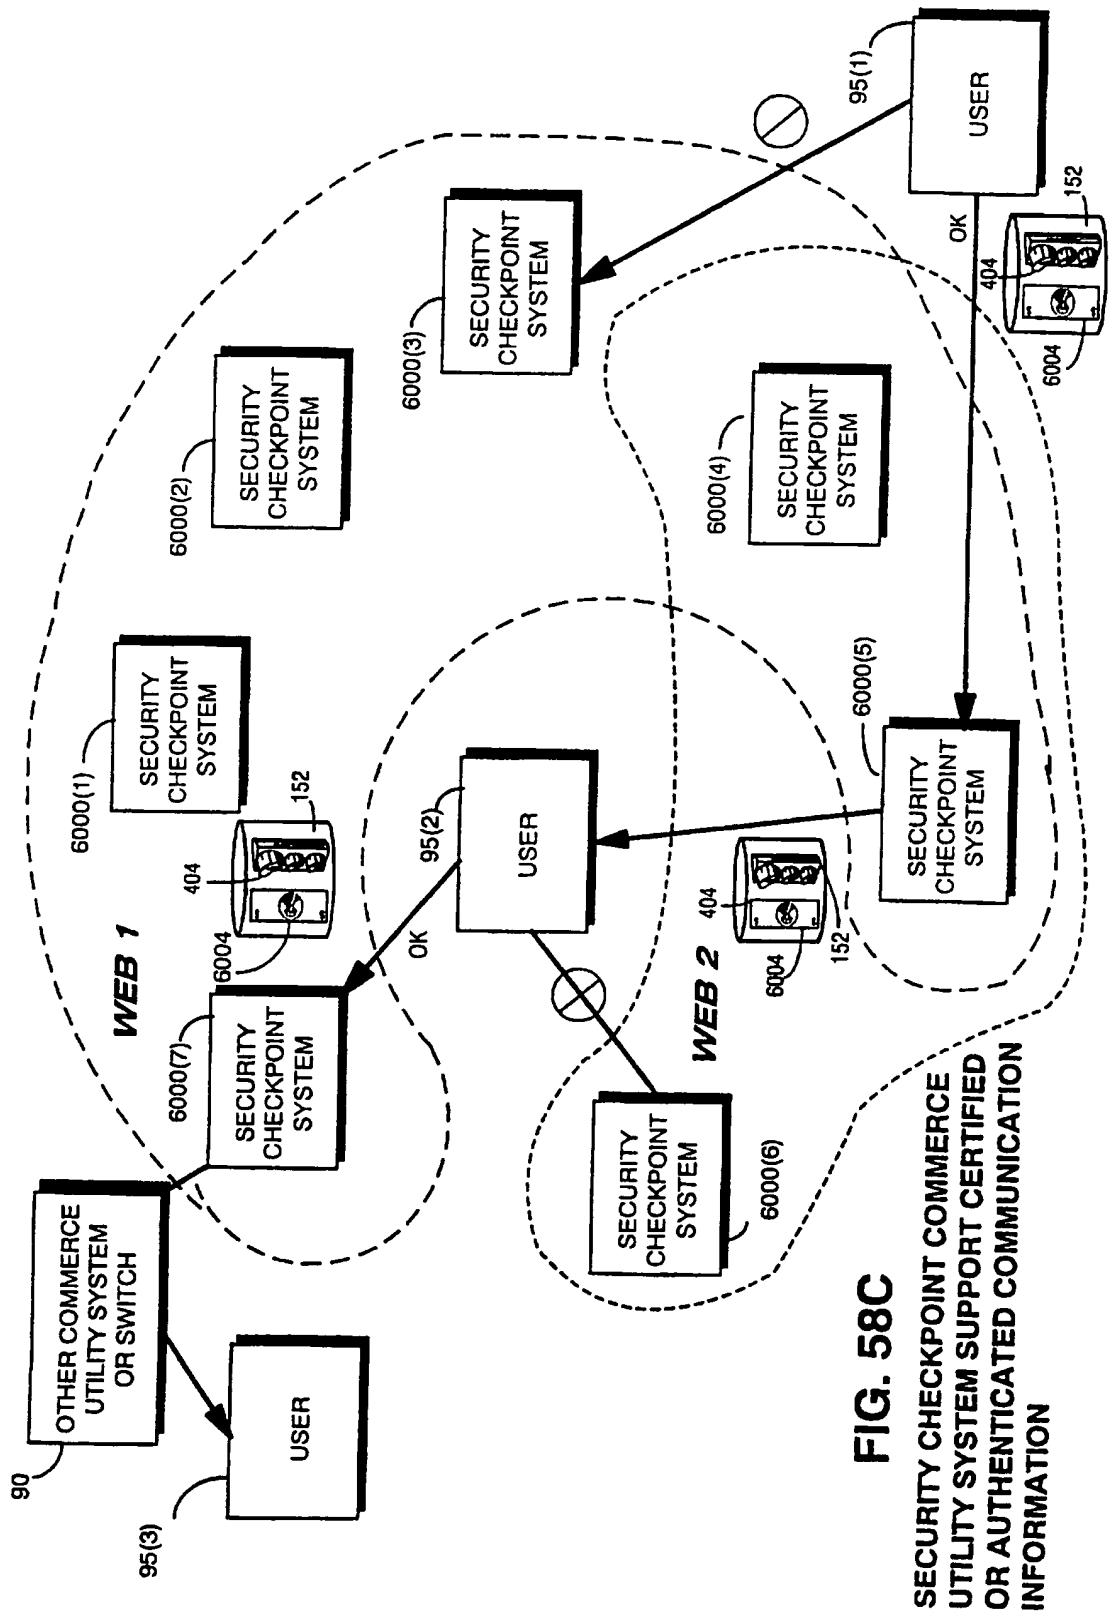 90
OTHER COMMERCE
UTILITY SYSTEM
OR SWITCH
95(3)
USER
6000(7)
SECURITY
CHECKPOINT
SYSTEM
WEB 1
6004
404
152
6000(1)
SECURITY
CHECKPOINT
SYSTEM
6000(2)
SECURITY
CHECKPOINT
SYSTEM
6000(3)
SECURITY
CHECKPOINT
SYSTEM
OK
95(2)
USER
SECURITY
CHECKPOINT
SYSTEM
6000(6)
WEB 2
404
6004
152
6000(4)
SECURITY
CHECKPOINT
SYSTEM
6000(5)
SECURITY
CHECKPOINT
SYSTEM
95(1)
USER
OK
404
152
6004
FIG. 58C
SECURITY CHECKPOINT COMMERCE
UTILITY SYSTEM SUPPORT CERTIFIED
OR AUTHENTICATED COMMUNICATION
INFORMATION